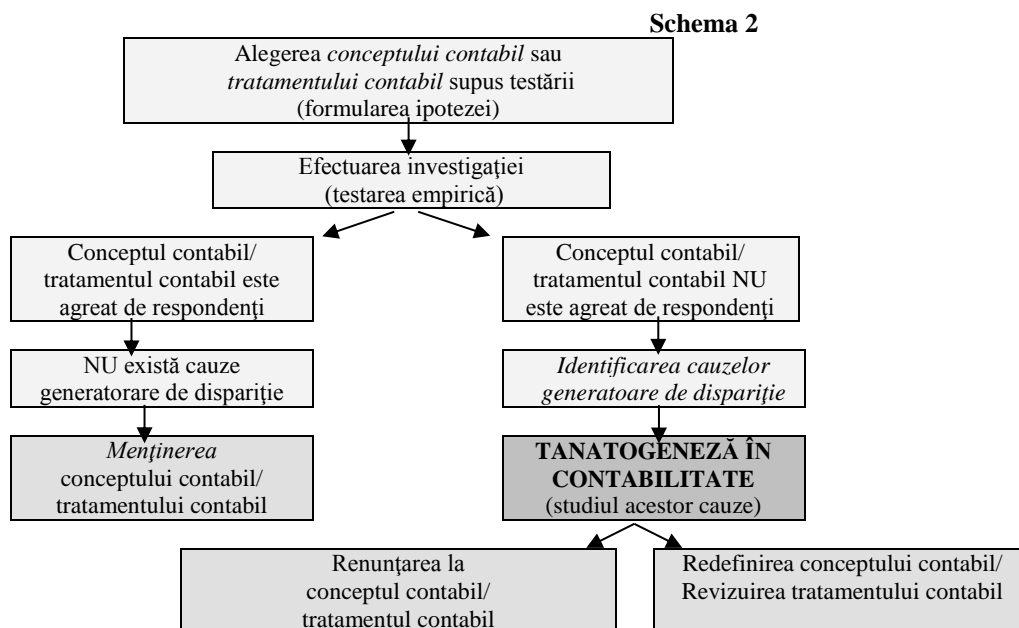 Schema 2
Alegerea conceptului contabil sau
tratamentului contabil supus testării
(formularea ipotezei)
Efectuarea investigaţiei
(testarea empirică)
Conceptul contabil/
tratamentul contabil este
agreat de respondenţi
Conceptul contabil/
tratamentul contabil NU
este agreat de respondenţi
NU există cauze
generatorare de dispariţie
Identificarea cauzelor
generatoare de dispariţie
Menţinerea
conceptului contabil/
tratamentului contabil
TANATOGENEZĂ ÎN
CONTABILITATE
(studiul acestor cauze)
Renunţarea la
conceptul contabil/
tratamentul contabil
Redefinirea conceptului contabil/
Revizuirea tratamentului contabil